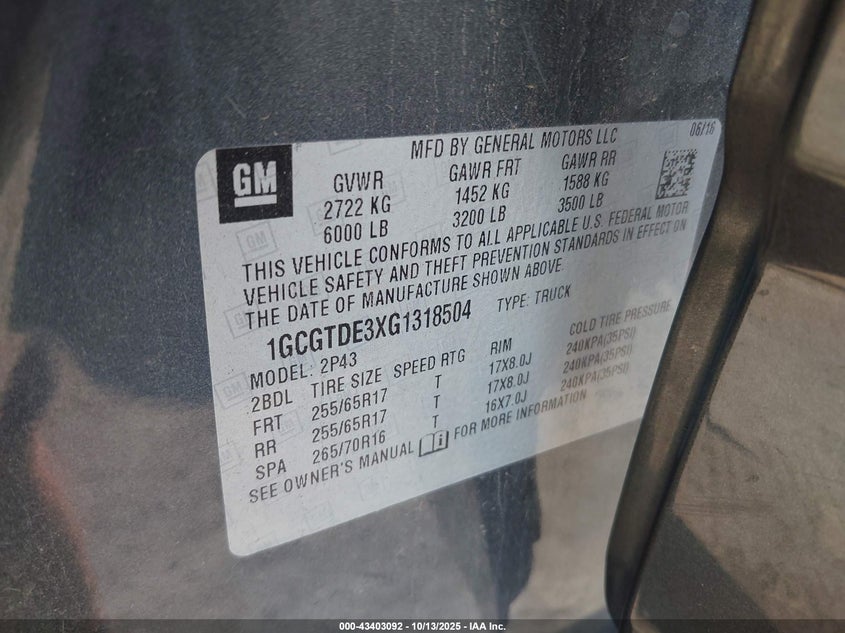 GM
MFD BY GENERAL MOTORS LLC
06/16
GVWR GAWR FRT GAWR RR
2722 KG 1452 KG 1588 KG
6000 LB 3200 LB 3500 LB
THIS VEHICLE CONFORMS TO ALL APPLICABLE U.S. FEDERAL MOTOR
VEHICLE SAFETY AND THEFT PREVENTION STANDARDS IN EFFECT ON
THE DATE OF MANUFACTURE SHOWN ABOVE.
1GCGTDE3XG1318504 TYPE: TRUCK
MODEL: 2P43
2BDL TIRE SIZE SPEED RTG RIM COLD TIRE PRESSURE
FRT 255/65R17 T 17X8.0J 240KPA(35PSI)
RR 255/65R17 T 17X8.0J 240KPA(35PSI)
SPA 265/70R16 T 16X7.0J 240KPA(35PSI)
SEE OWNER'S MANUAL FOR MORE INFORMATION
000-43403092 - 10/13/2025 - IAA Inc.